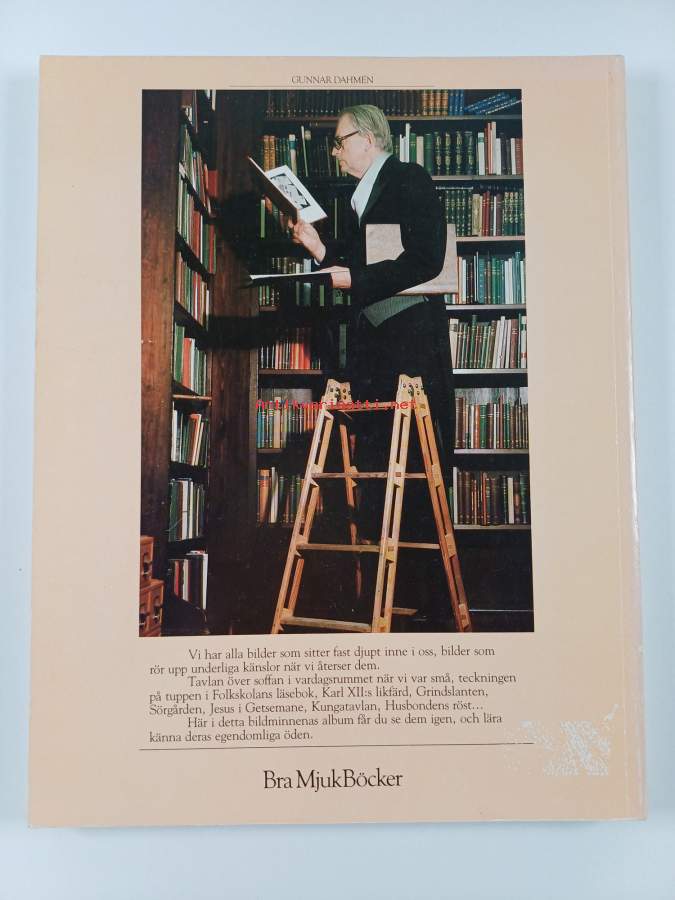 GUNNAR DAHMEN
Antikvariaatti.net
Vi har alla bilder som sitter fast djupt inne i oss, bilder som
rör upp underliga känslor när vi återser dem.
Tavlan över soffan i vardagsrummet när vi var små, teckningen
på tuppen i Folkskolans läsebok, Karl XII:s likfärd, Grindslanten,
Sörgården, Jesus i Getsemane, Kungatavlan, Husbondens röst...
Här i detta bildminnenas album får du se dem igen, och lära
känna deras egendomliga öden.
Bra MjukBöcker